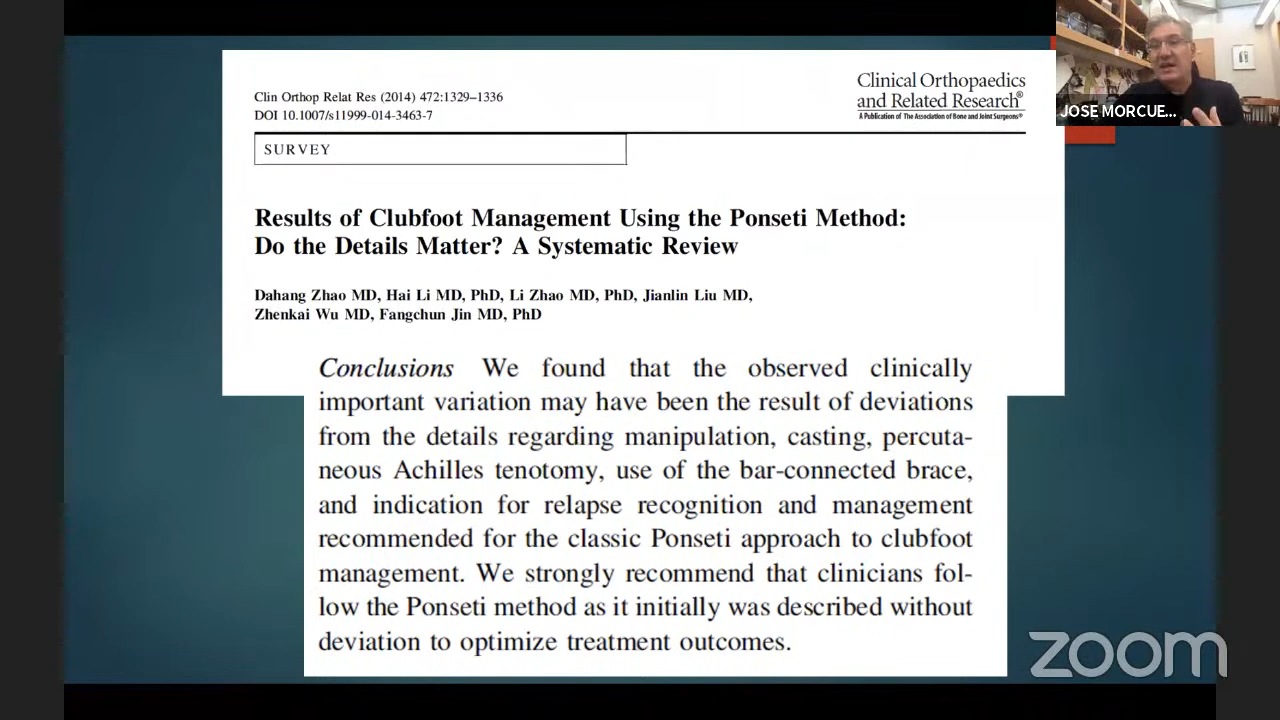 Clin Orthop Relat Res (2014) 472:1329–1336
DOI 10.1007/s11999-014-3463-7
Clinical Orthopaedics
and Related Research®
A Publication of The Association of Bone and Joint Surgeons®
JOSE MORCUE...
SURVEY
Results of Clubfoot Management Using the Ponseti Method:
Do the Details Matter? A Systematic Review
Dahang Zhao MD, Hai Li MD, PhD, Li Zhao MD, PhD, Jianlin Liu MD,
Zhenkai Wu MD, Fangchun Jin MD, PhD
Conclusions We found that the observed clinically
important variation may have been the result of deviations
from the details regarding manipulation, casting, percuta-
neous Achilles tenotomy, use of the bar-connected brace,
and indication for relapse recognition and management
recommended for the classic Ponseti approach to clubfoot
management. We strongly recommend that clinicians fol-
low the Ponseti method as it initially was described without
deviation to optimize treatment outcomes.
zoom